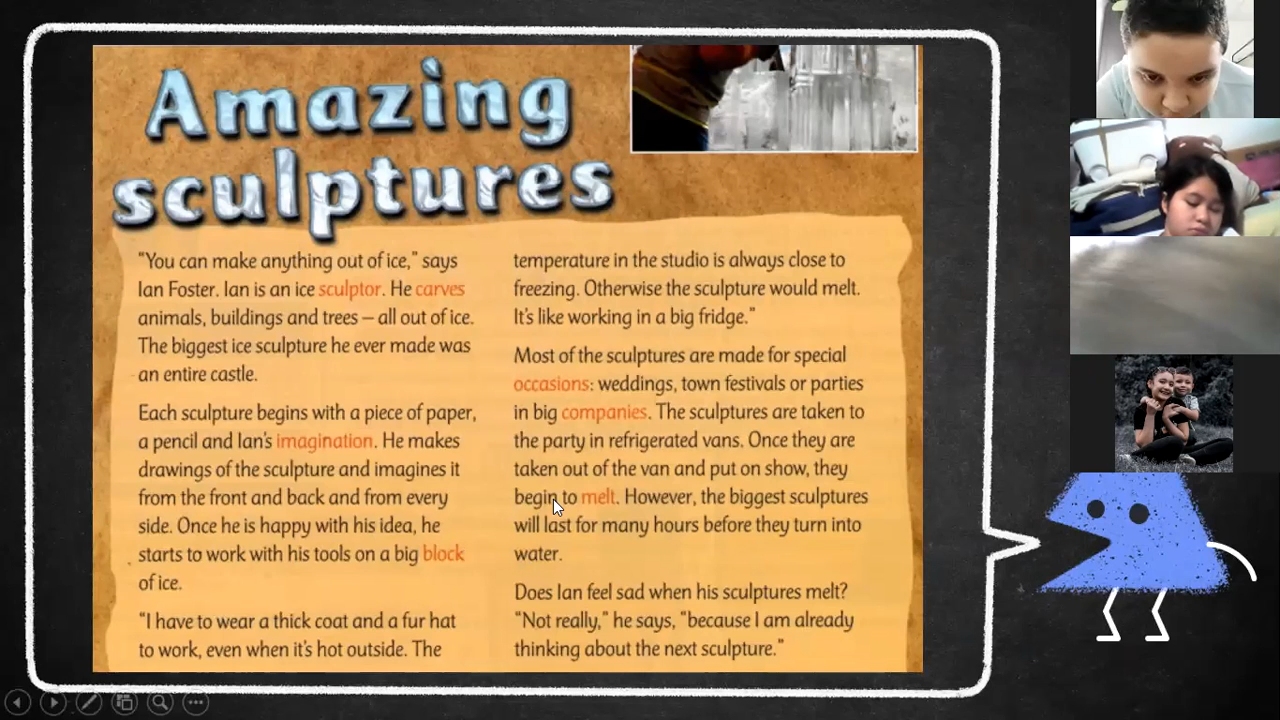 Amazing
sculptures
"You can make anything out of ice," says
Ian Foster. Ian is an ice sculptor. He carves
animals, buildings and trees – all out of ice.
The biggest ice sculpture he ever made was
an entire castle.
Each sculpture begins with a piece of paper,
a pencil and Ian's imagination. He makes
drawings of the sculpture and imagines it
from the front and back and from every
side. Once he is happy with his idea, he
starts to work with his tools on a big block
of ice.
"I have to wear a thick coat and a fur hat
to work, even when it's hot outside. The
temperature in the studio is always close to
freezing. Otherwise the sculpture would melt.
It's like working in a big fridge."
Most of the sculptures are made for special
occasions: weddings, town festivals or parties
in big companies. The sculptures are taken to
the party in refrigerated vans. Once they are
taken out of the van and put on show, they
begin to melt. However, the biggest sculptures
will last for many hours before they turn into
water.
Does Ian feel sad when his sculptures melt?
"Not really," he says, "because I am already
thinking about the next sculpture."